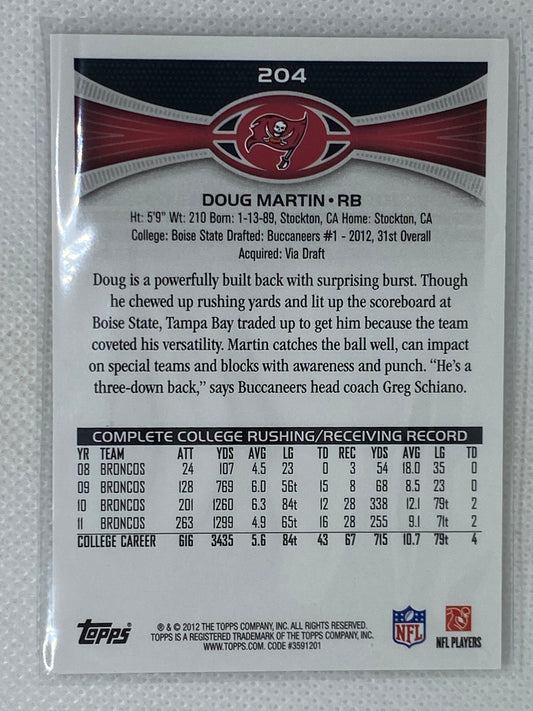 204
DOUG MARTIN • RB
Ht: 5'9" Wt: 210 Born: 1-13-89, Stockton, CA Home: Stockton, CA
College: Boise State Drafted: Buccaneers #1 - 2012, 31st Overall
Acquired: Via Draft
Doug is a powerfully built back with surprising burst. Though
he chewed up rushing yards and lit up the scoreboard at
Boise State, Tampa Bay traded up to get him because the team
coveted his versatility. Martin catches the ball well, can impact
on special teams and blocks with awareness and punch. “He’s a
three-down back,” says Buccaneers head coach Greg Schiano.
COMPLETE COLLEGE RUSHING/RECEIVING RECORD
YR TEAM ATT YDS AVG LG TD REC YDS AVG LG TD
08 BRONCOS 24 107 4.5 23 0 3 54 18.0 35 0
09 BRONCOS 128 769 6.0 56t 15 8 68 8.5 23 0
10 BRONCOS 201 1260 6.3 84t 12 28 338 12.1 79t 2
11 BRONCOS 263 1299 4.9 65t 16 28 255 9.1 71t 2
COLLEGE CAREER 616 3435 5.6 84t 43 67 715 10.7 79t 4
TOPPS
® & © 2012 THE TOPPS COMPANY, INC. ALL RIGHTS RESERVED.
TOPPS IS A REGISTERED TRADEMARK OF THE TOPPS COMPANY, INC.
WWW.TOPPS.COM. CODE #3591201
NFL
NFL PLAYERS